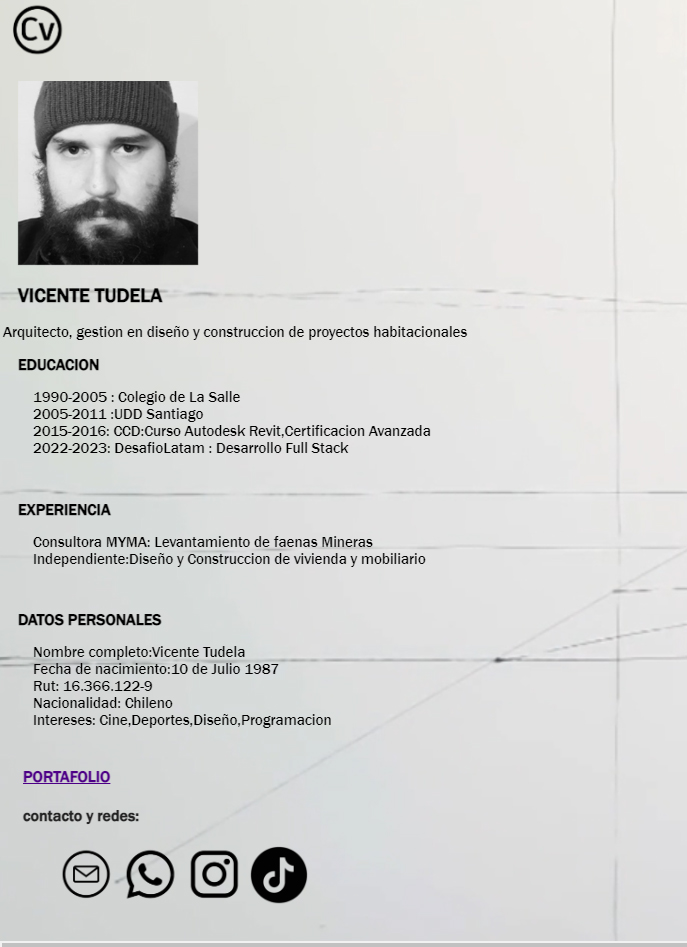 Cv
VICENTE TUDELA
Arquitecto, gestion en diseño y construccion de proyectos habitacionales
EDUCACION
1990-2005 : Colegio de La Salle
2005-2011 :UDD Santiago
2015-2016: CCD:Curso Autodesk Revit,Certificacion Avanzada
2022-2023: DesafioLatam : Desarrollo Full Stack
EXPERIENCIA
Consultora MYMA: Levantamiento de faenas Mineras
Independiente:Diseño y Construccion de vivienda y mobiliario
DATOS PERSONALES
Nombre completo:Vicente Tudela
Fecha de nacimiento:10 de Julio 1987
Rut: 16.366.122-9
Nacionalidad: Chileno
Intereses: Cine,Deportes,Diseño,Programacion
PORTAFOLIO
contacto y redes: